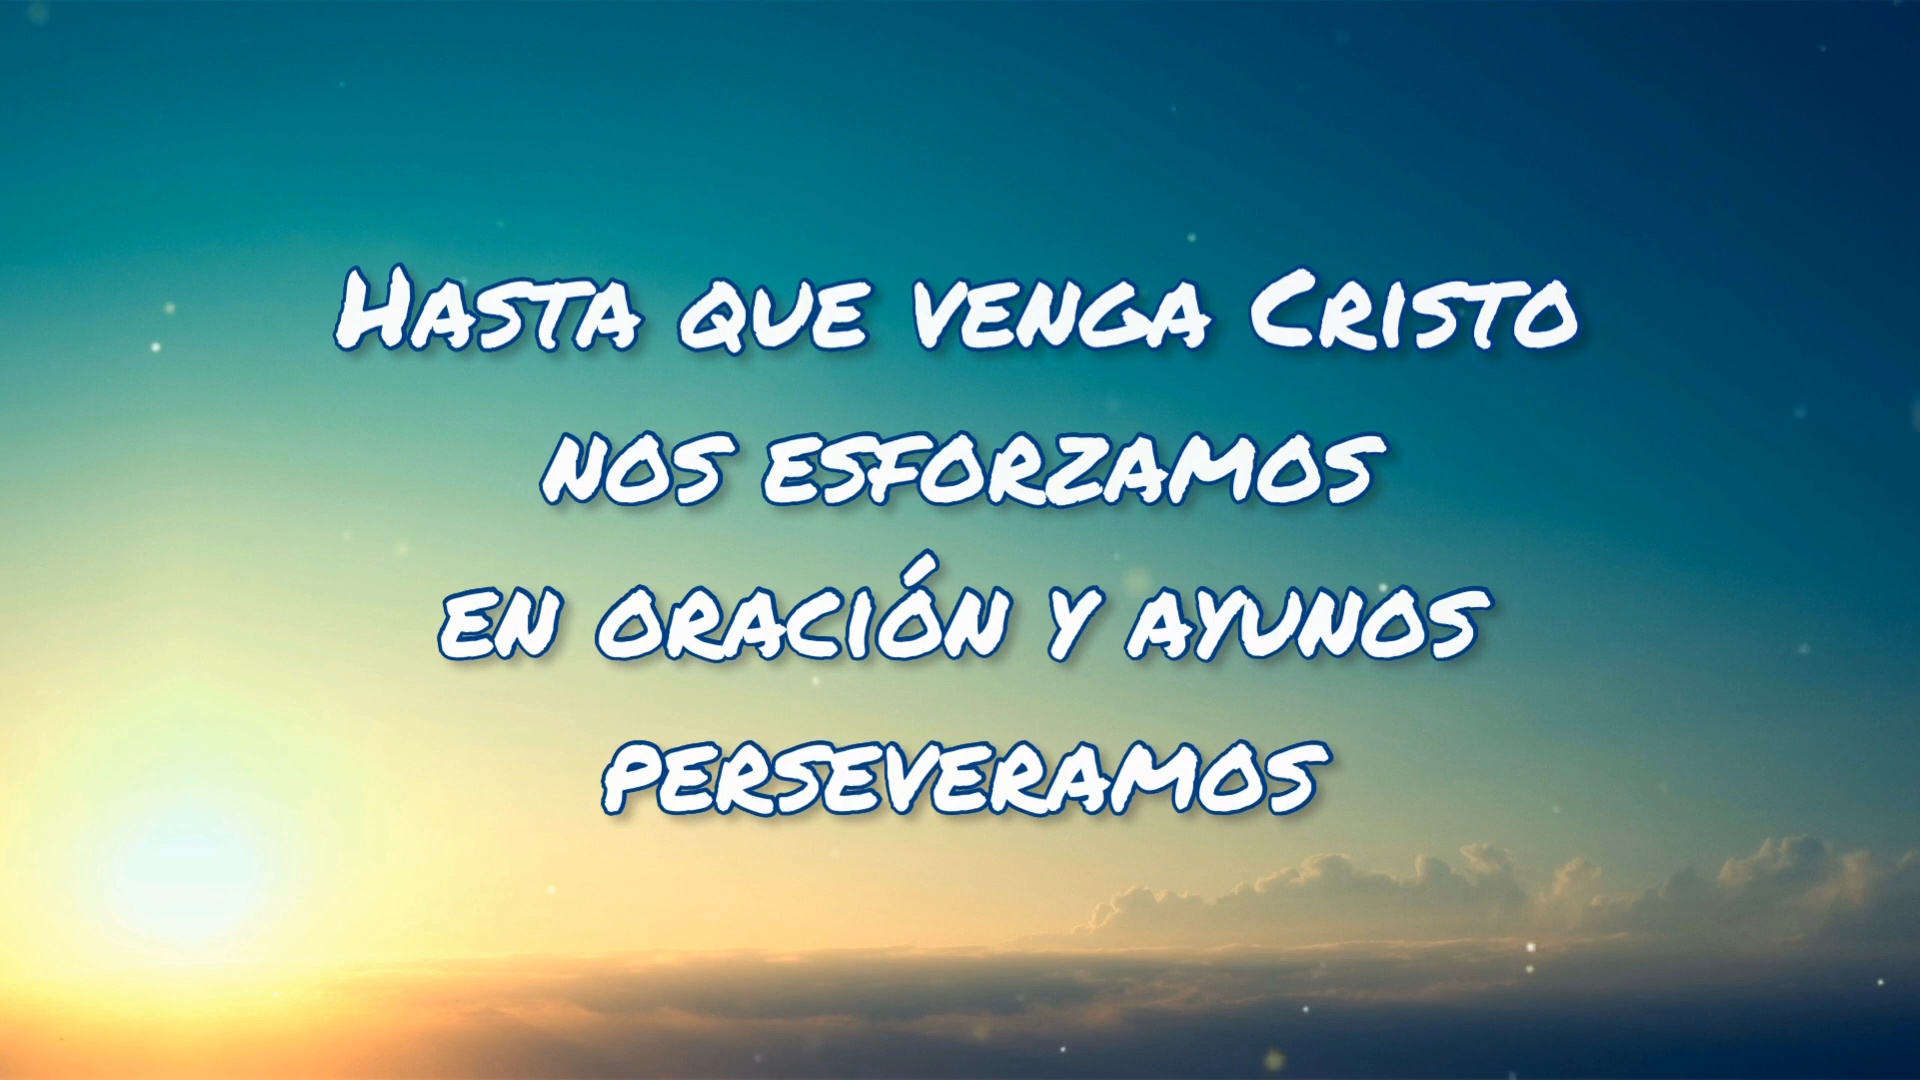 Hasta que venga Cristo
nos esforzamos
en oración y ayunos
perseveramos